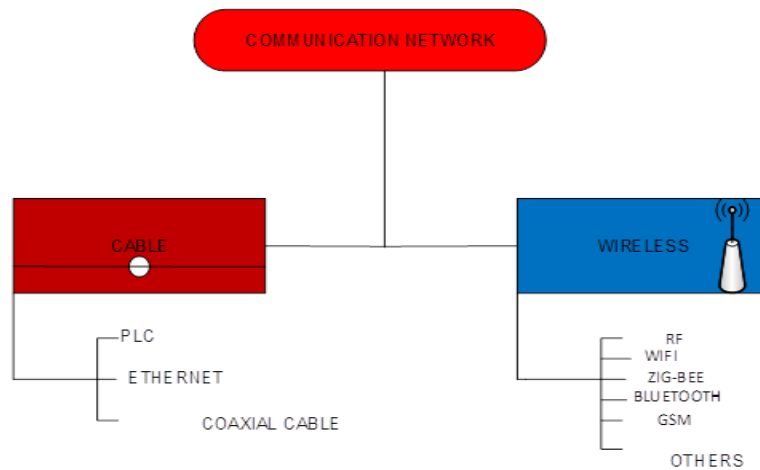 COMMUNICATION NETWORK
CABLE
WIRELESS
PLC
ETHERNET
COAXIAL CABLE
RF
WIFI
ZIG-BEE
BLUETOOTH
GSM
OTHERS